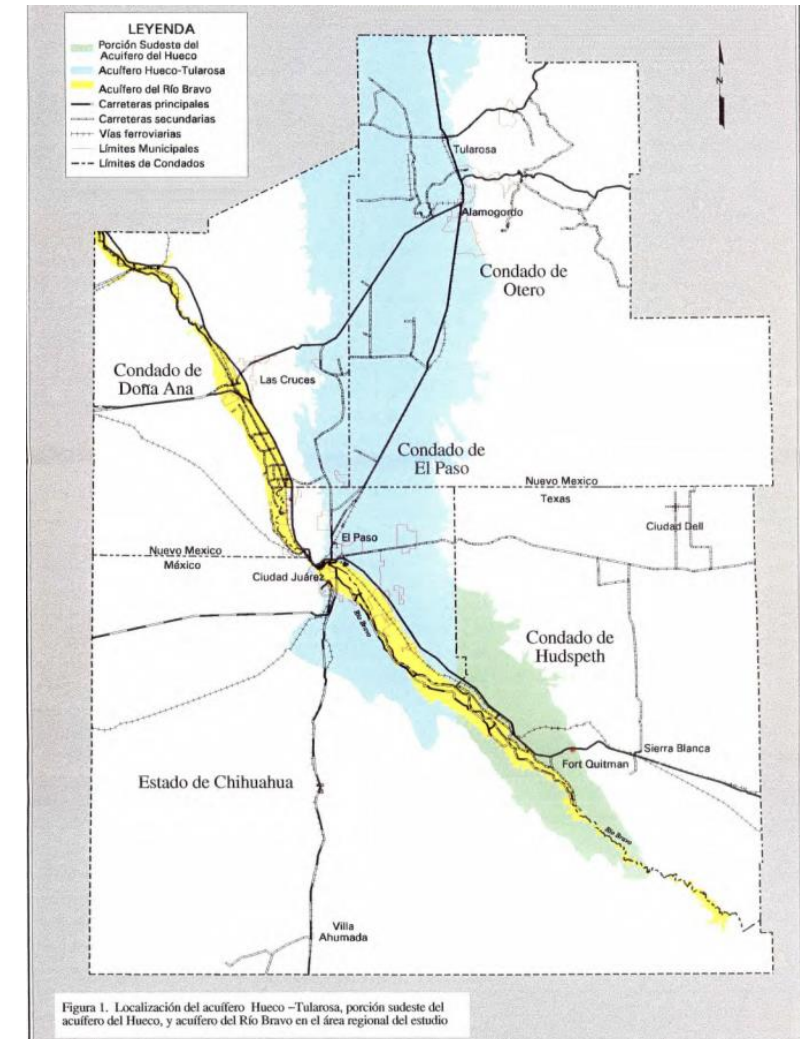 LEYENDA
Porción Sudeste del
Acuífero del Hueco
Acuífero Hueco-Tularosa
Acuífero del Río Bravo
Carreteras principales
Carreteras secundarias
Vías ferroviarias
Límites Municipales
Límites de Condados
N
Tularosa
Alamogordo
Condado de
Otero
Condado de
Doña Ana
Las Cruces
Condado de
El Paso
Nuevo Mexico
Texas
Ciudad Dell
El Paso
Nuevo Mexico
México
Ciudad Juárez
Río Bravo
Condado de
Hudspeth
Sierra Blanca
Fort Quitman
Estado de Chihuahua
Río Bravo
Villa
Ahumada
Figura 1. Localización del acuífero Hueco –Tularosa, porción sudeste del
acuífero del Hueco, y acuífero del Río Bravo en el área regional del estudio